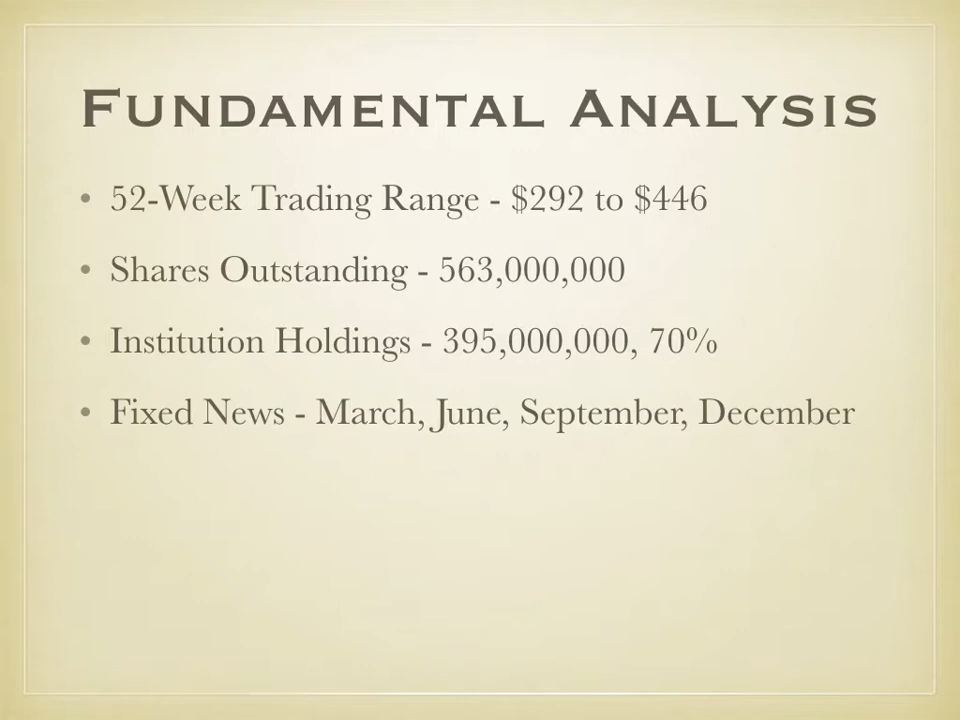 Fundamental Analysis
• 52-Week Trading Range - $292 to $446
• Shares Outstanding - 563,000,000
• Institution Holdings - 395,000,000, 70%
• Fixed News - March, June, September, December